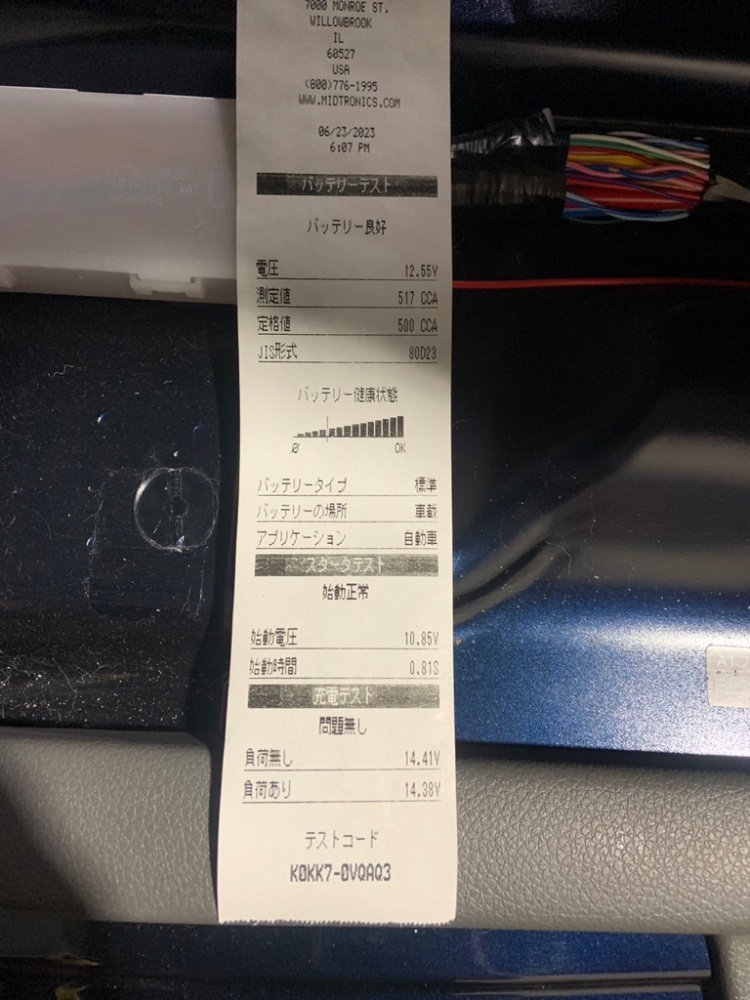 7000 MONROE ST.
WILLOWBROOK
IL
60527
USA
(800)776-1995
WWW.MIDTRONICS.COM
06/23/2023
6:07 PM
バッテリーテスト
バッテリー良好
電圧 12.55V
測定値 517 CCA
定格値 500 CCA
JIS形式 80D23
バッテリー健康状態
0 OK
バッテリータイプ 標準
バッテリーの場所 車載
アプリケーション 自動車
スタータテスト
始動正常
始動電圧 10.85V
始動時間 0.81S
充電テスト
問題無し
負荷無し 14.41V
負荷あり 14.38V
テストコード
K0KK7-0VQAQ3